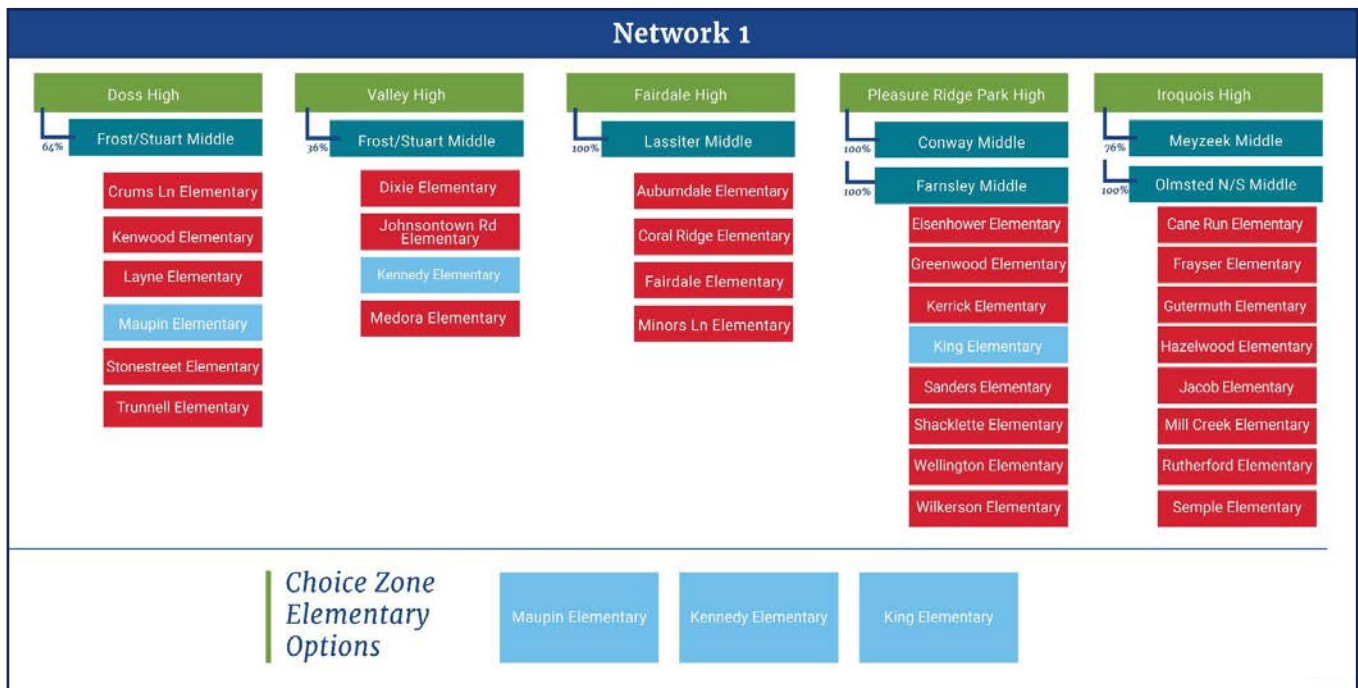 Network 1
Doss High
64%
Frost/Stuart Middle
Crums Ln Elementary
Kenwood Elementary
Layne Elementary
Maupin Elementary
Stonestreet Elementary
Trunnell Elementary
Valley High
36%
Frost/Stuart Middle
Dixie Elementary
Johnsontown Rd
Elementary
Kennedy Elementary
Medora Elementary
Fairdale High
100%
Lassiter Middle
Auburndale Elementary
Coral Ridge Elementary
Fairdale Elementary
Minors Ln Elementary
Pleasure Ridge Park High
100%
Conway Middle
100%
Farnsley Middle
Eisenhower Elementary
Greenwood Elementary
Kerrick Elementary
King Elementary
Sanders Elementary
Shacklette Elementary
Wellington Elementary
Wilkerson Elementary
Iroquois High
76%
Meyzeek Middle
100%
Olmsted N/S Middle
Cane Run Elementary
Frayser Elementary
Gutermuth Elementary
Hazelwood Elementary
Jacob Elementary
Mill Creek Elementary
Rutherford Elementary
Semple Elementary
Choice Zone
Elementary
Options
Maupin Elementary
Kennedy Elementary
King Elementary